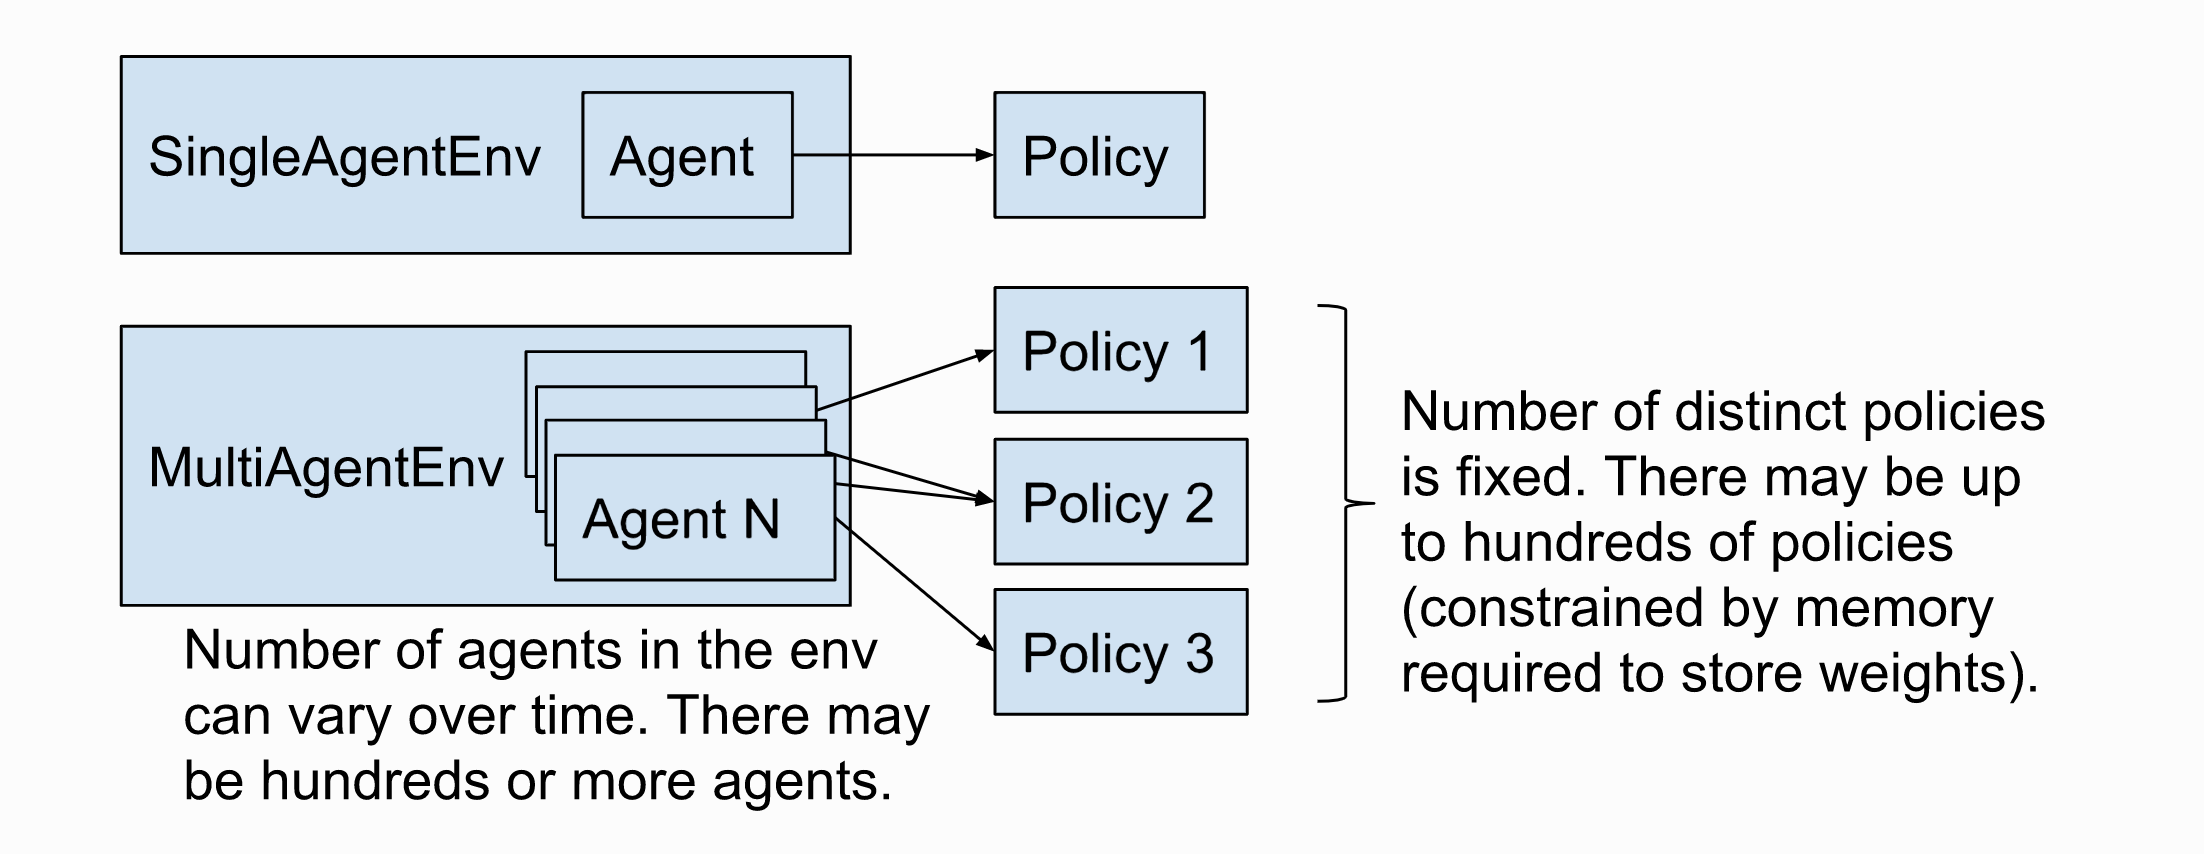 SingleAgentEnv
Agent
Policy
MultiAgentEnv
Agent N
Policy 1
Policy 2
Policy 3
Number of agents in the env
can vary over time. There may
be hundreds or more agents.
Number of distinct policies
is fixed. There may be up
to hundreds of policies
(constrained by memory
required to store weights).